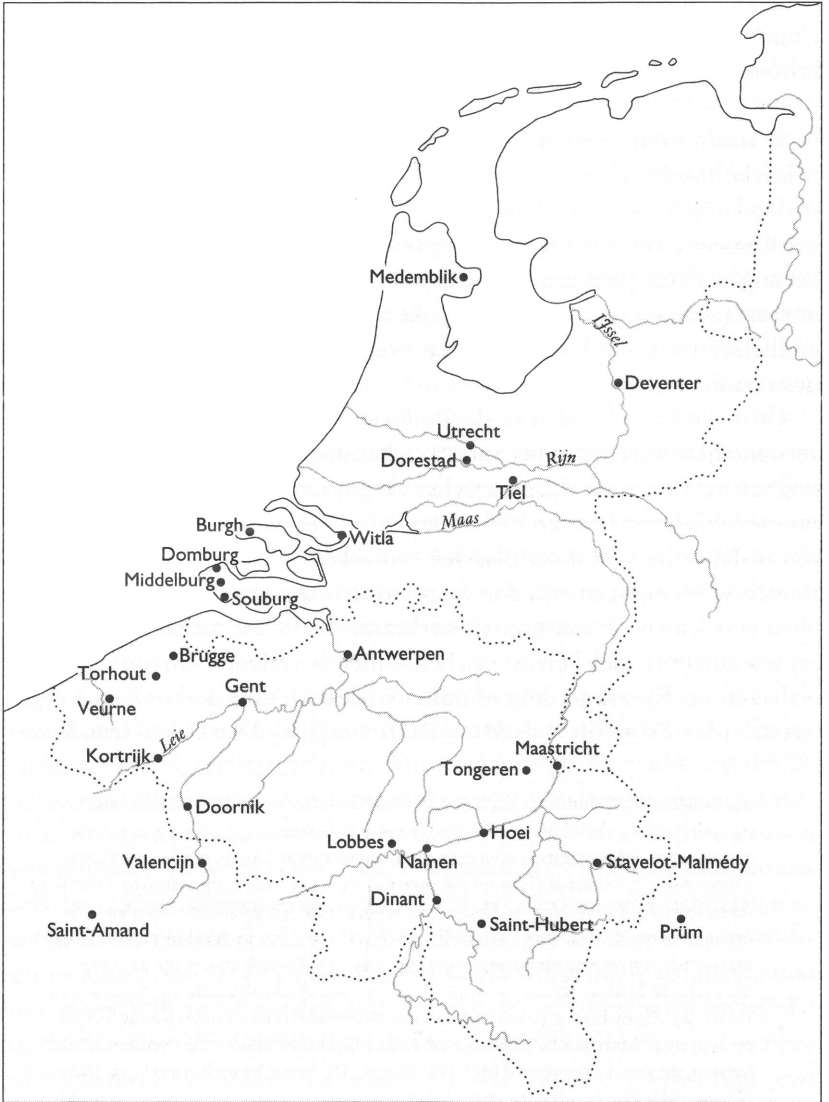 Medemblik
IJssel
Deventer
Utrecht
Dorestad
Rijn
Tiel
Maas
Burgh
Witla
Domburg
Middelburg
Souburg
Brugge
Antwerpen
Torhout
Gent
Veurne
Leie
Kortrijk
Maastricht
Tongeren
Doornik
Hoei
Lobbes
Namen
Valencijn
Stavelot-Malmédy
Dinant
Saint-Amand
Saint-Hubert
Prüm